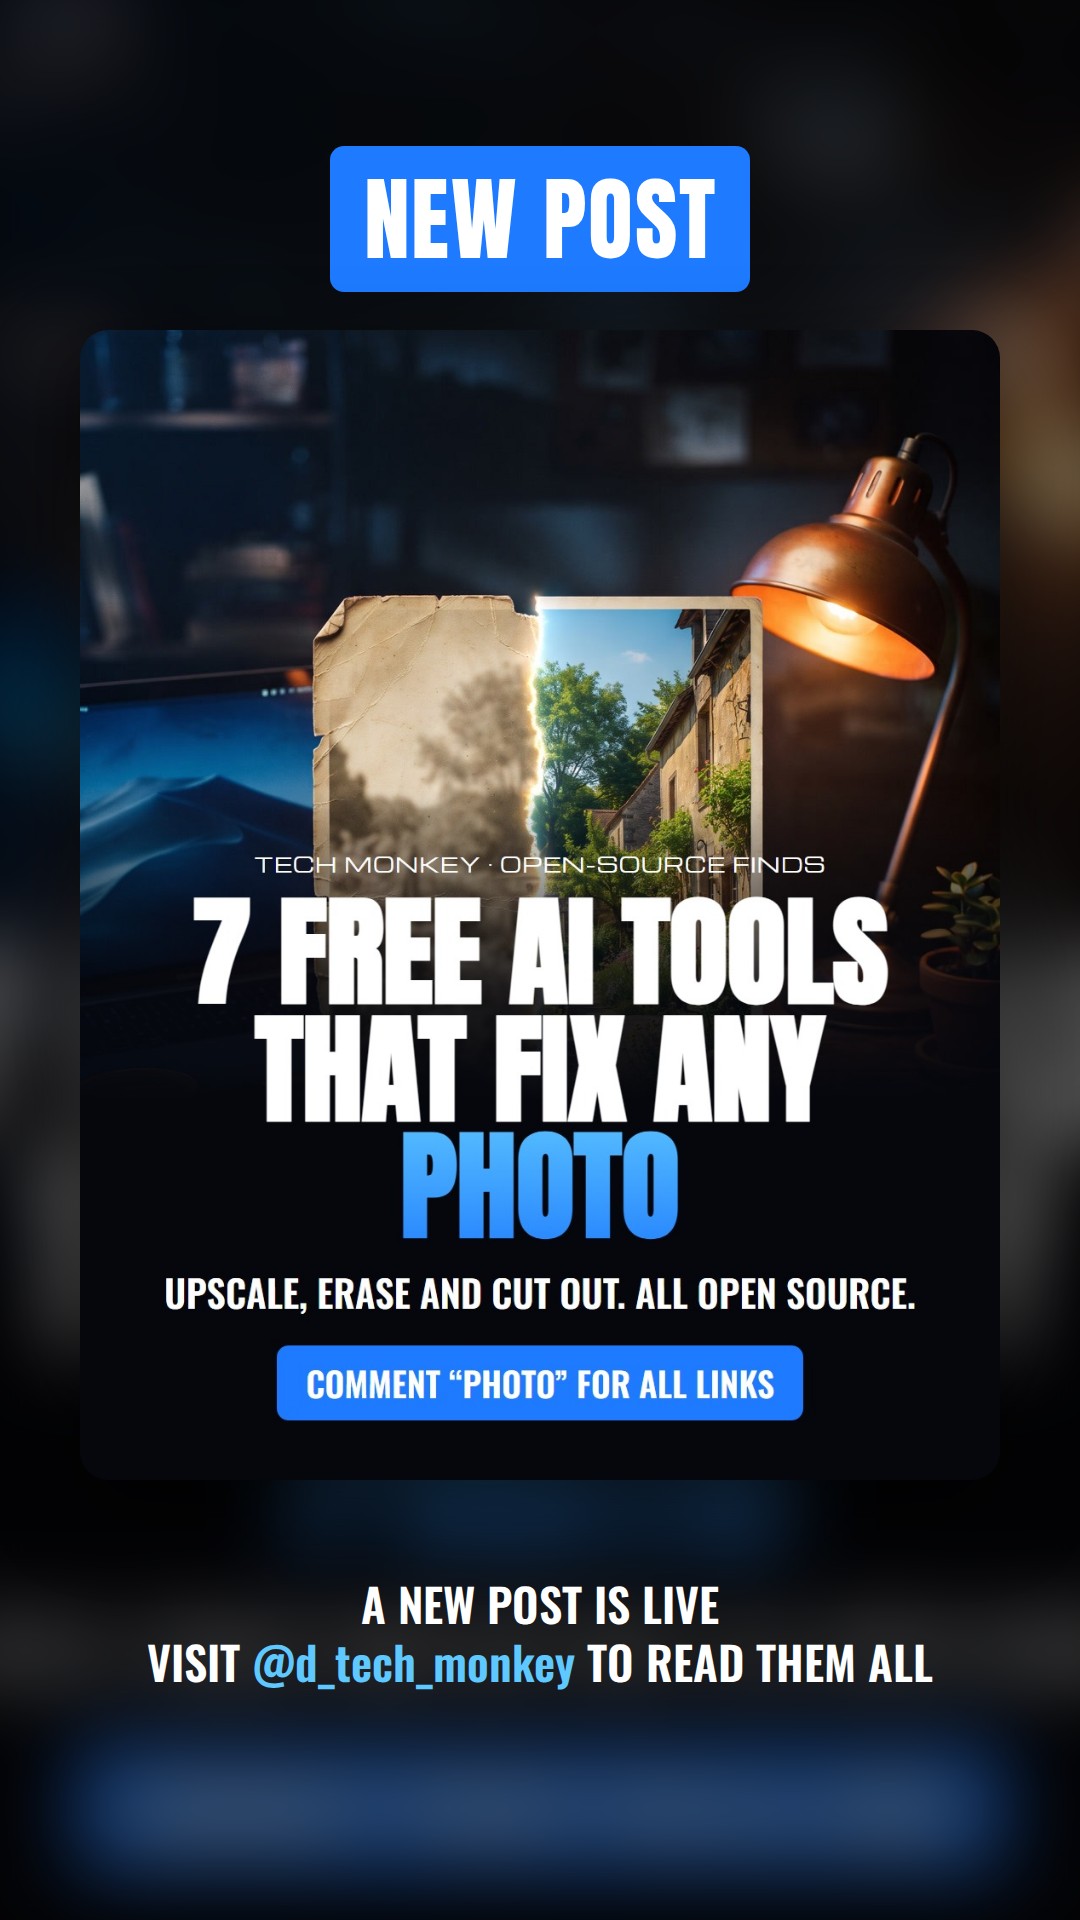 NEW POST
TECH MONKEY · OPEN-SOURCE FINDS
7 FREE AI TOOLS
THAT FIX ANY
PHOTO
UPSCALE, ERASE AND CUT OUT. ALL OPEN SOURCE.
COMMENT “PHOTO” FOR ALL LINKS
A NEW POST IS LIVE
VISIT @d_tech_monkey TO READ THEM ALL